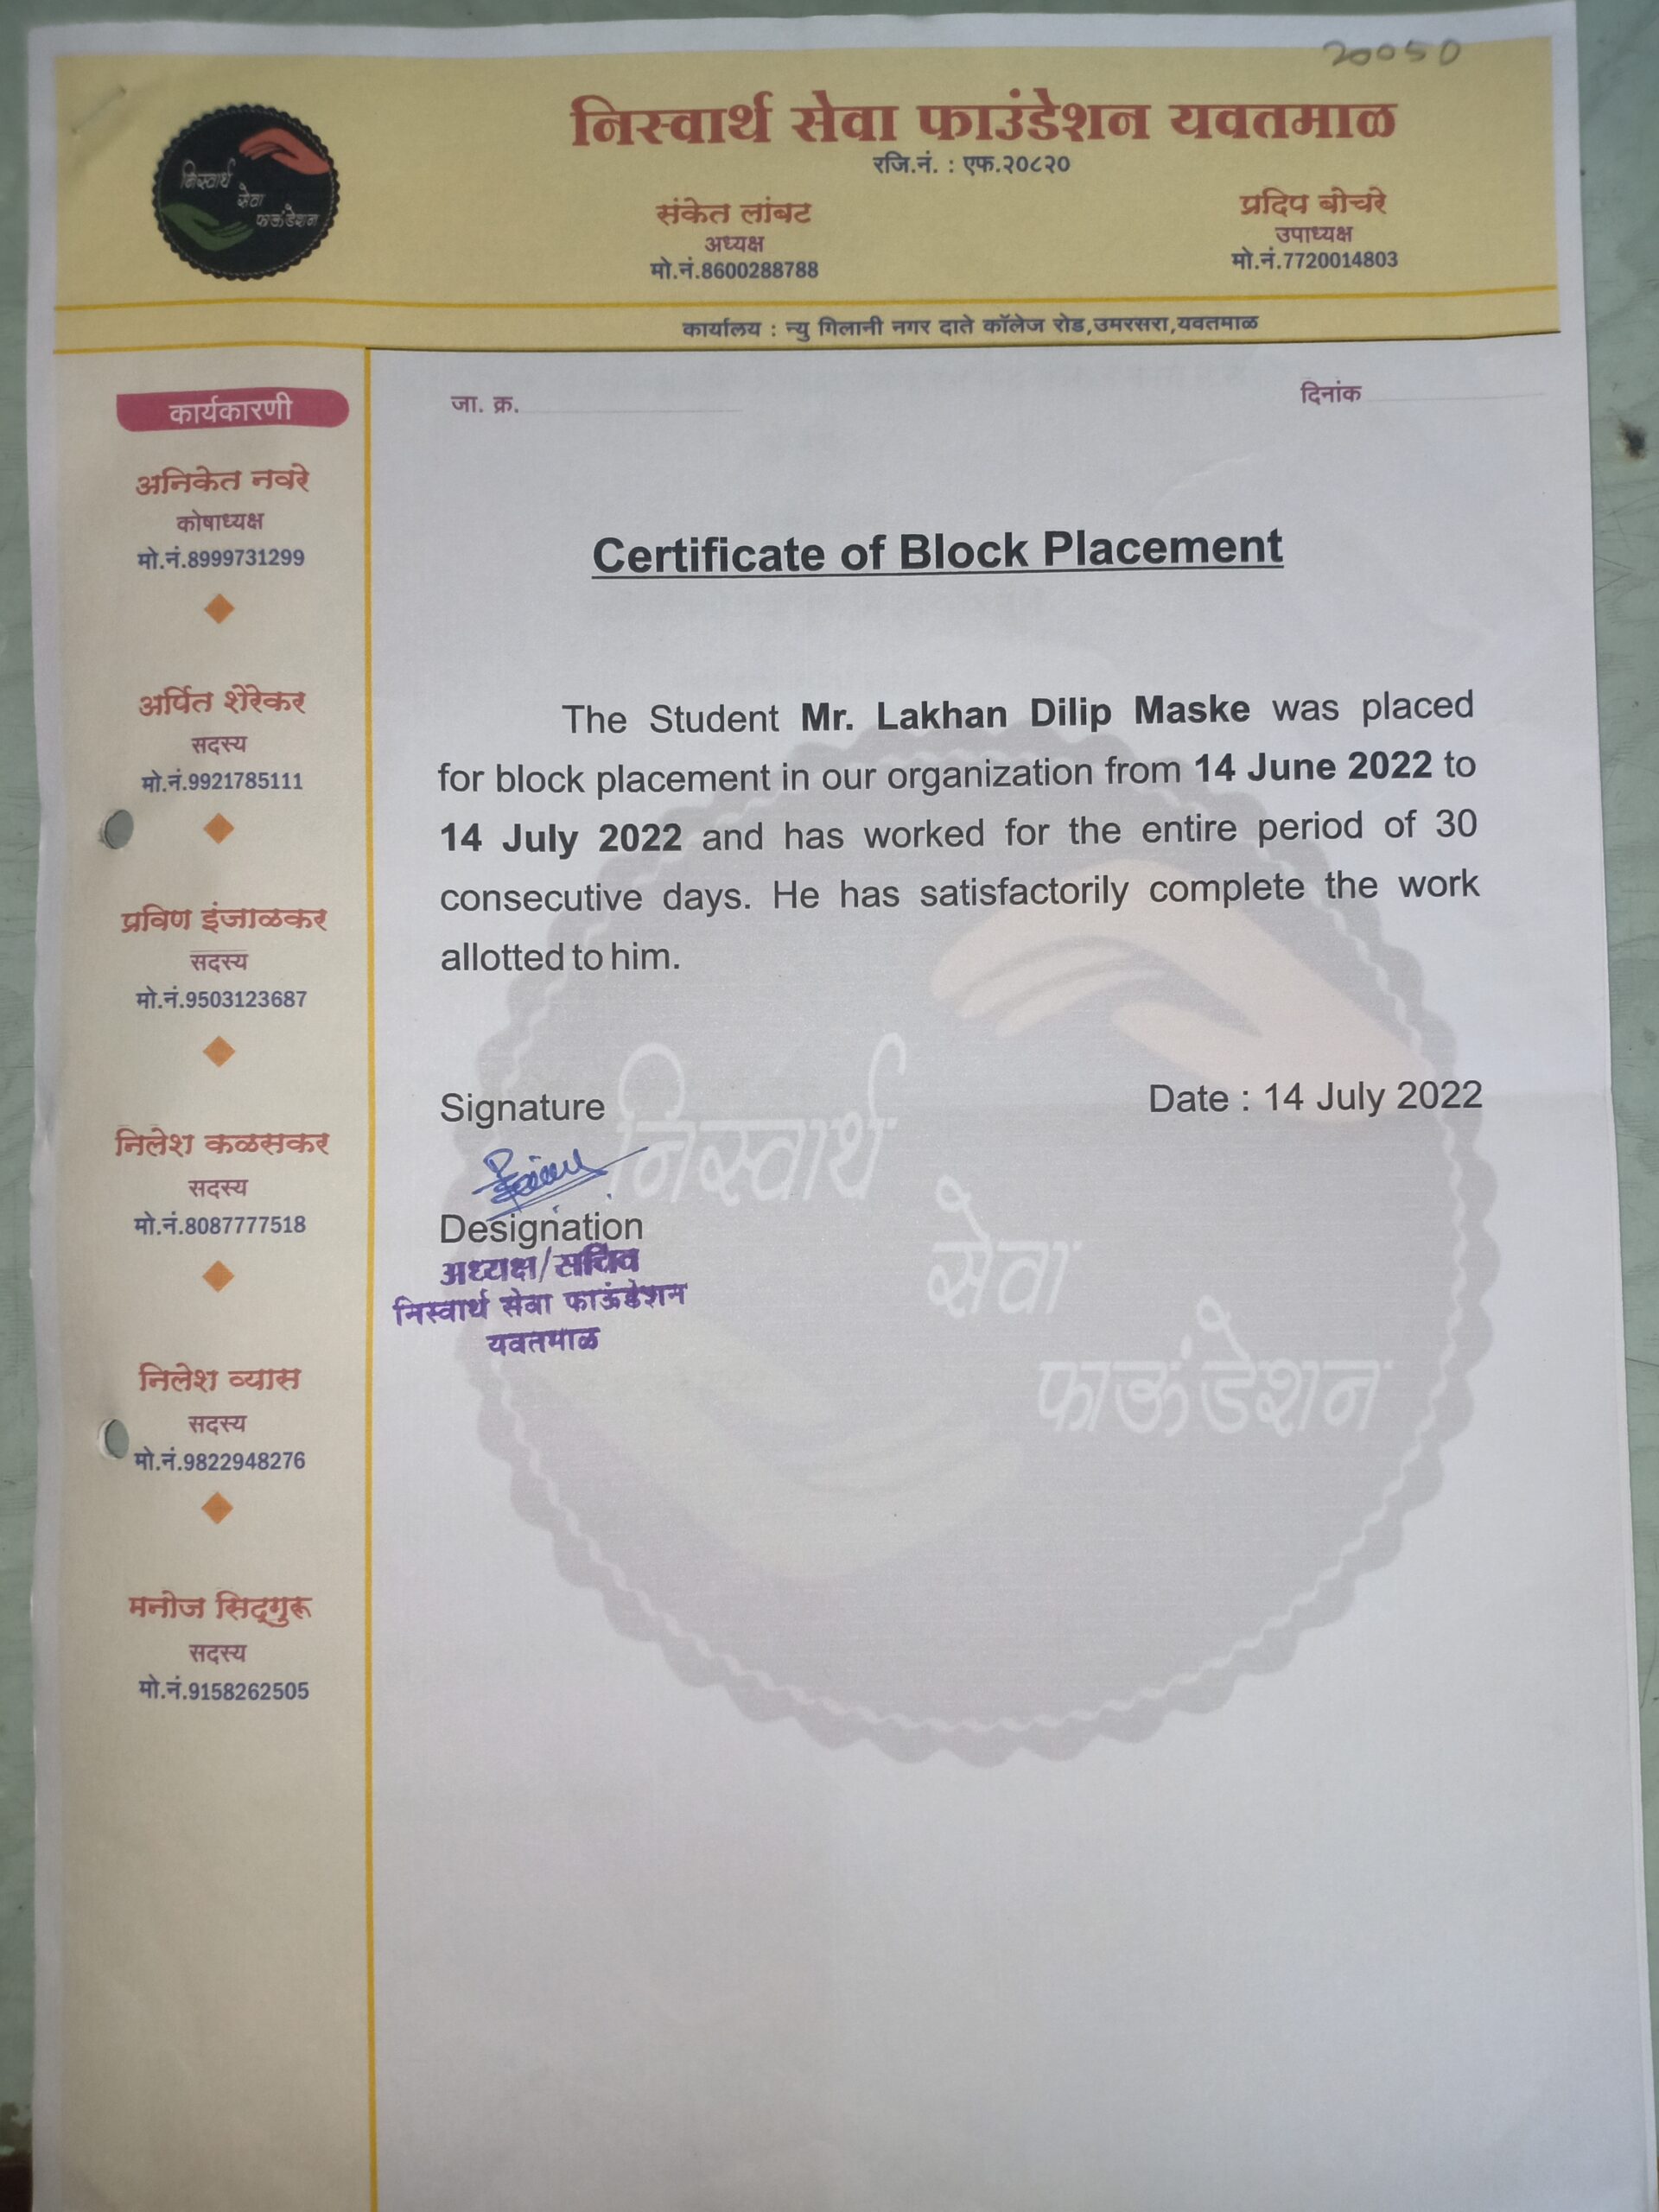 20050
निस्वार्थ सेवा फाउंडेशन यवतमाळ
रजि.नं. : एफ.२०८२०
निस्वार्थ
सेवा
फाऊंडेशन
संकेत लांबट
अध्यक्ष
मो.नं.8600288788
प्रदिप बोचरे
उपाध्यक्ष
मो.नं.7720014803
कार्यालय : न्यु गिलानी नगर दाते कॉलेज रोड,उमरसरा,यवतमाळ
कार्यकारणी
अनिकेत नवरे
कोषाध्यक्ष
मो.नं.8999731299
अर्पित शेरेकर
सदस्य
मो.नं.9921785111
प्रविण इंजाळकर
सदस्य
मो.नं.9503123687
निलेश कळसकर
सदस्य
मो.नं.8087777518
निलेश व्यास
सदस्य
मो.नं.9822948276
मनोज सिद्गुरू
सदस्य
मो.नं.9158262505
जा. क्र.
दिनांक
Certificate of Block Placement
The Student Mr. Lakhan Dilip Maske was placed
for block placement in our organization from 14 June 2022 to
14 July 2022 and has worked for the entire period of 30
consecutive days. He has satisfactorily complete the work
allotted to him.
Signature
Date : 14 July 2022
Designation
अध्यक्ष/सचिव
निस्वार्थ सेवा फाऊंडेशन
यवतमाळ
निस्वार्थ
सेवा
फाऊंडेशन